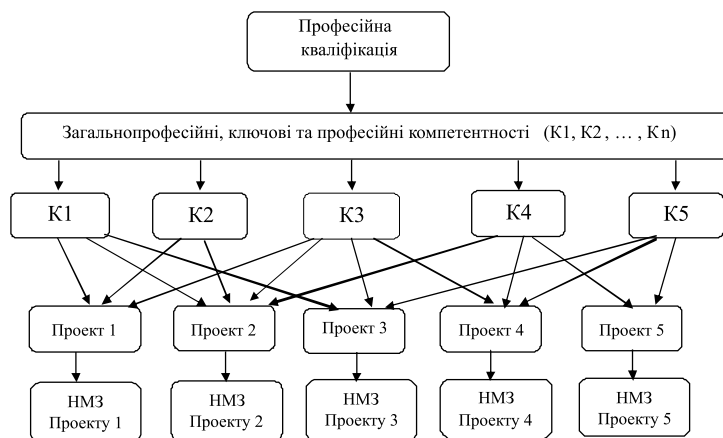 Професійна
кваліфікація
Загальнопрофесійні, ключові та професійні компетентності (К1, К2 , … , Кn)
К1
К2
К3
К4
К5
Проект 1
Проект 2
Проект 3
Проект 4
Проект 5
НМЗ
Проекту 1
НМЗ
Проекту 2
НМЗ
Проекту 3
НМЗ
Проекту 4
НМЗ
Проекту 5